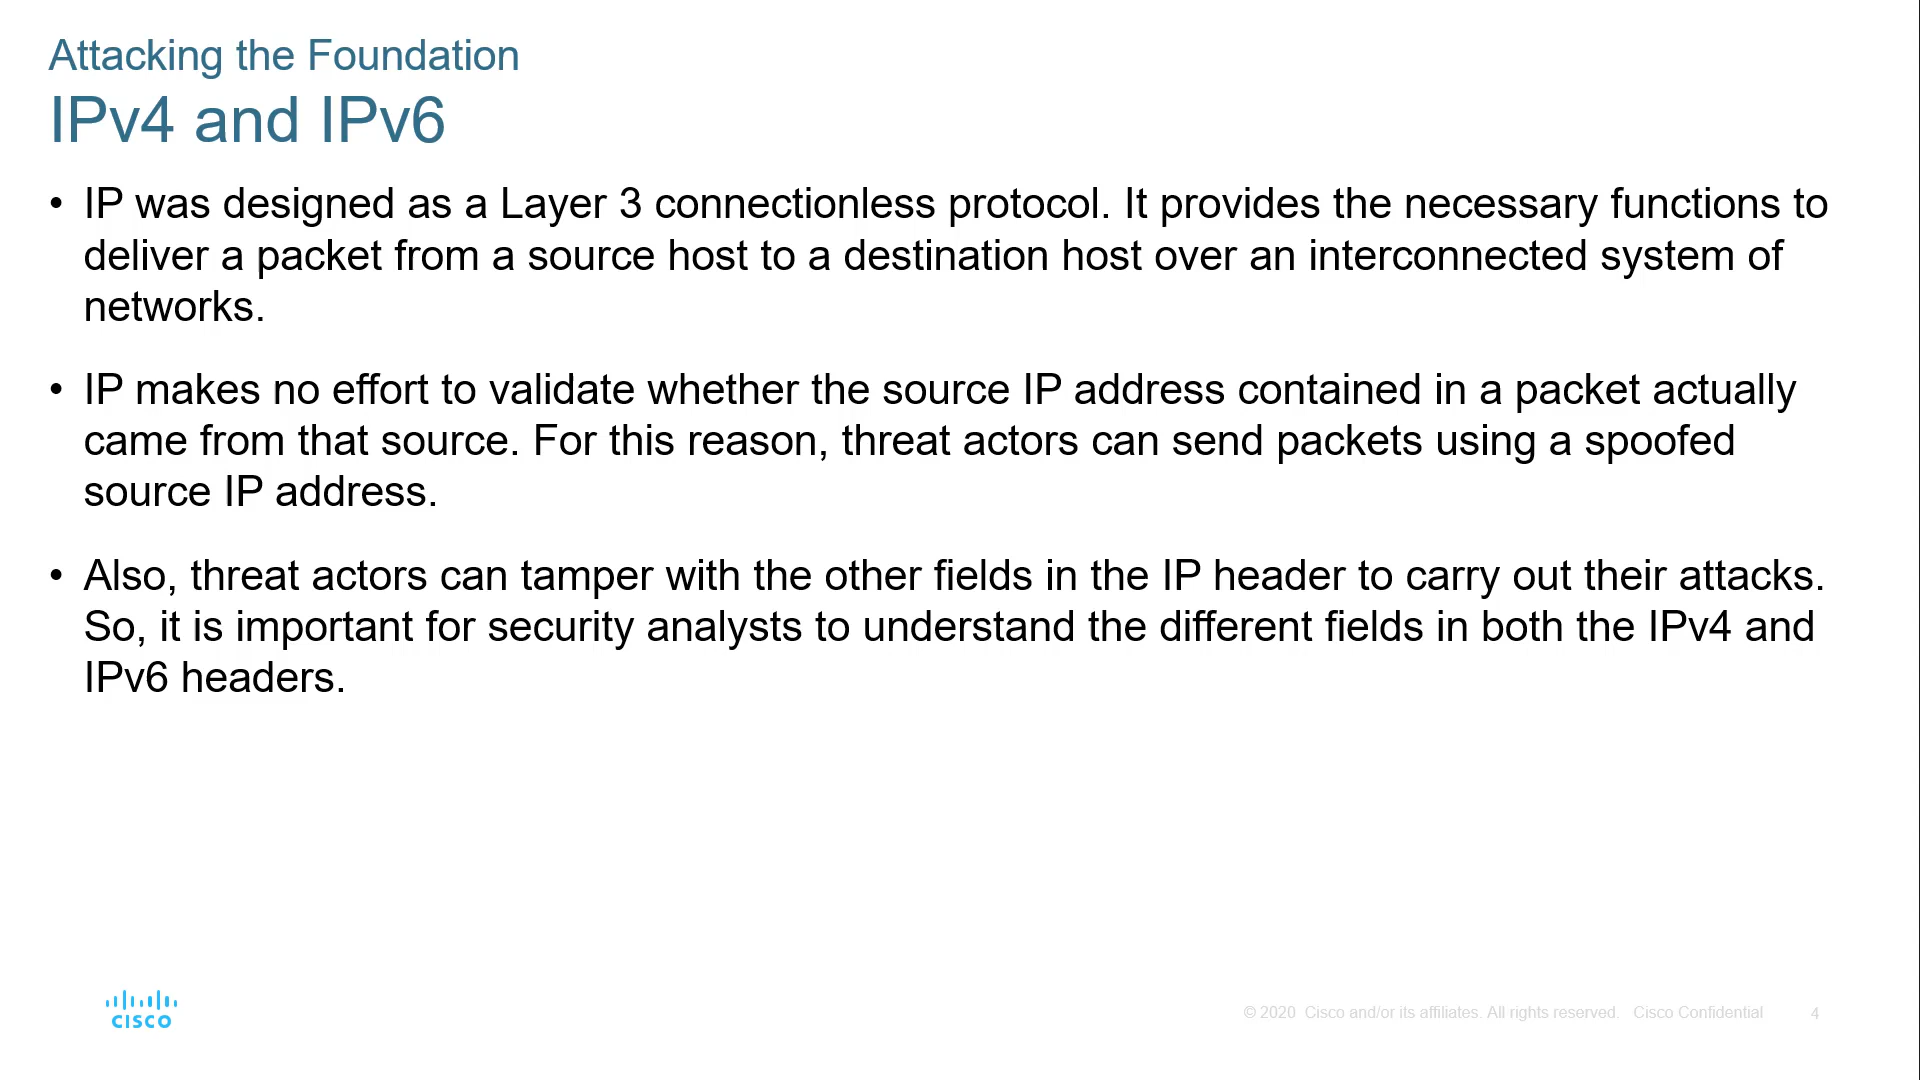 Attacking the Foundation
IPv4 and IPv6
• IP was designed as a Layer 3 connectionless protocol. It provides the necessary functions to
deliver a packet from a source host to a destination host over an interconnected system of
networks.
• IP makes no effort to validate whether the source IP address contained in a packet actually
came from that source. For this reason, threat actors can send packets using a spoofed
source IP address.
• Also, threat actors can tamper with the other fields in the IP header to carry out their attacks.
So, it is important for security analysts to understand the different fields in both the IPv4 and
IPv6 headers.
CISCO
© 2020 Cisco and/or its affiliates. All rights reserved. Cisco Confidential 4